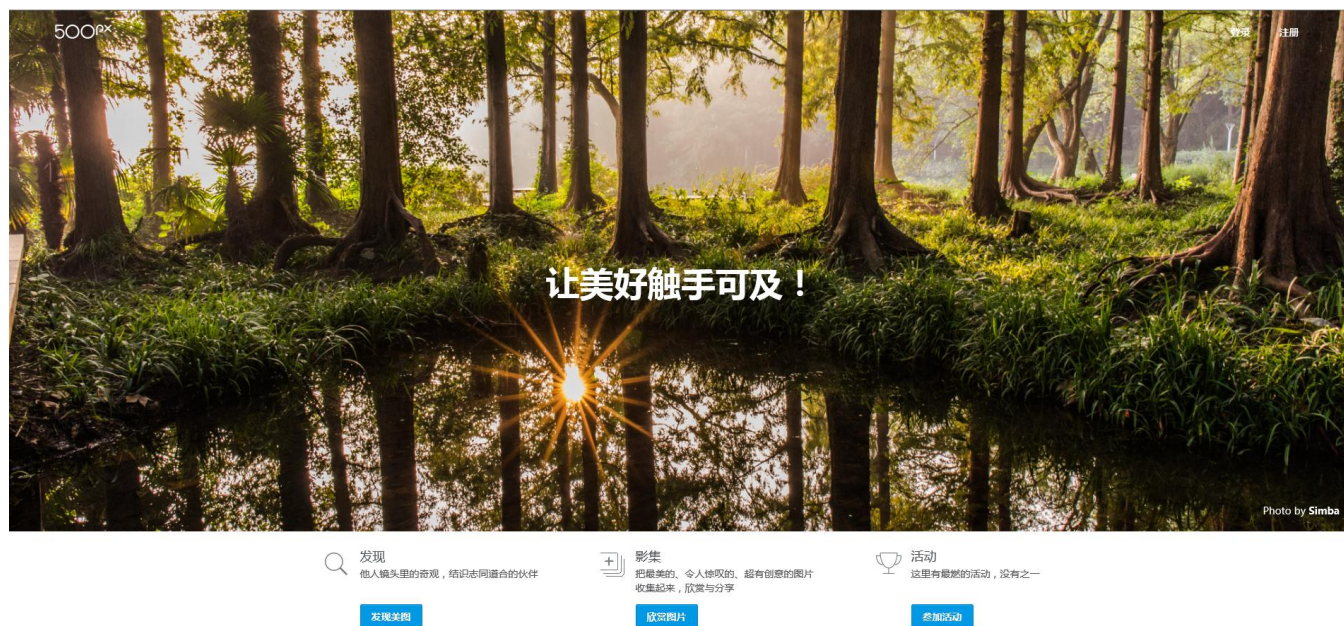 500px
登录 注册
让美好触手可及！
Photo by Simba
发现
他人镜头里的奇观，结识志同道合的伙伴
发现美图
影集
把最美的、令人惊叹的、超有创意的图片
收集起来，欣赏与分享
欣赏图片
活动
这里有最燃的活动，没有之一
参加活动